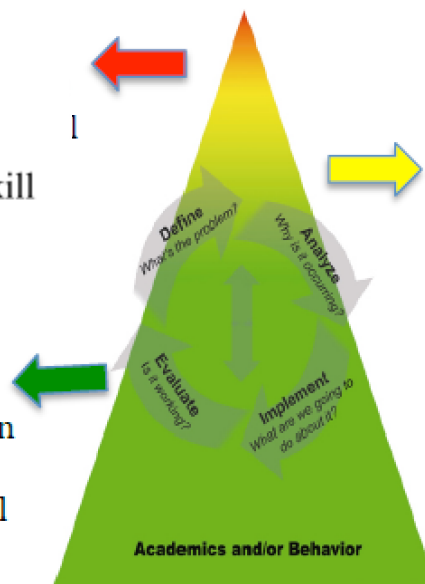 l
kill
Define
What's the problem?
Analyze
Why is it occurring?
Implement
What are we going to
do about it?
Evaluate
Is it working?
n
l
Academics and/or Behavior